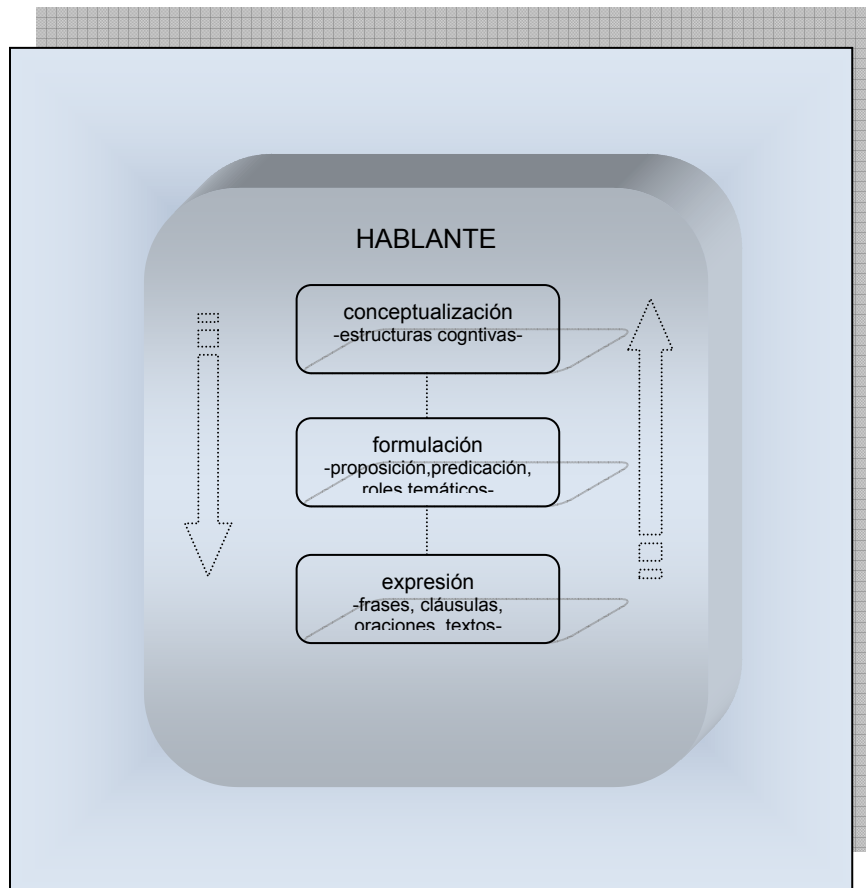 HABLANTE
conceptualización
-estructuras cogntivas-
formulación
-proposición,predicación,
roles temáticos-
expresión
-frases, cláusulas,
oraciones, textos-